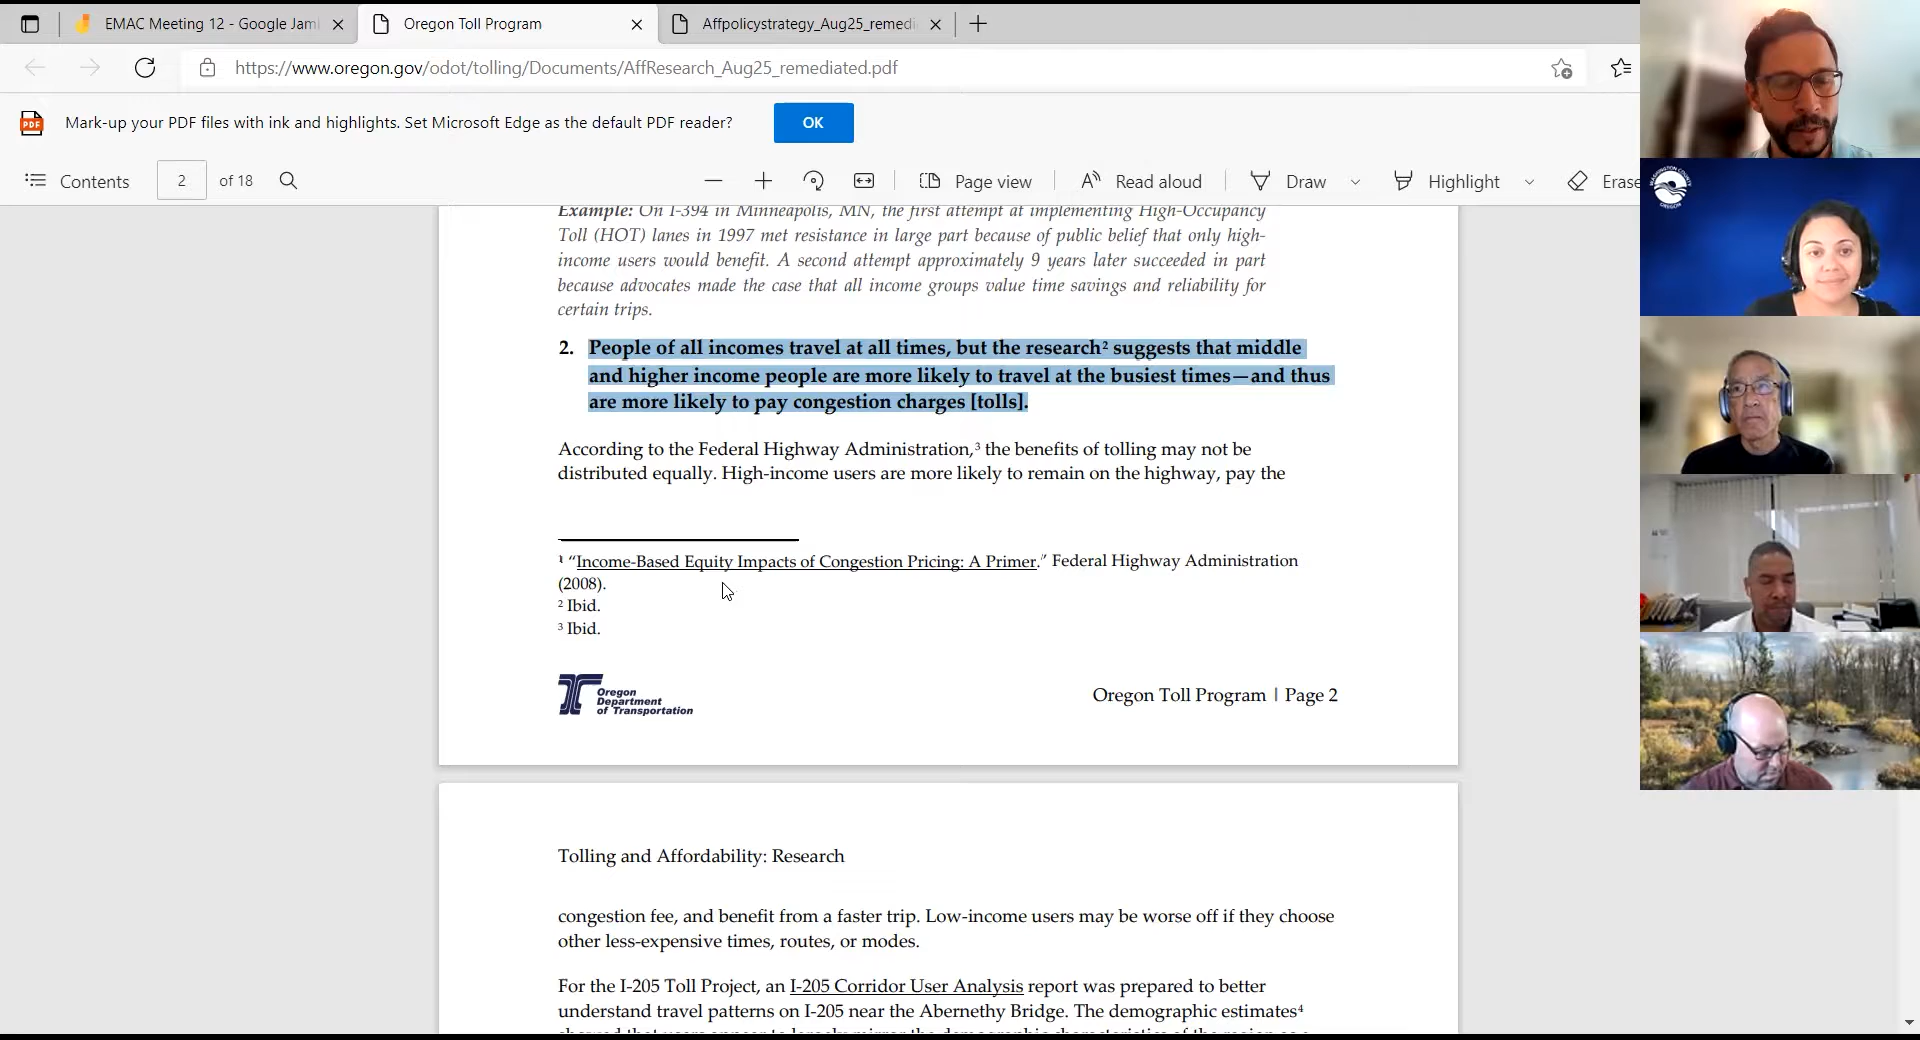 EMAC Meeting 12 - Google Jam
Oregon Toll Program
Affpolicystrategy_Aug25_remedi
https://www.oregon.gov/odot/tolling/Documents/AffResearch_Aug25_remediated.pdf
PDF
Mark-up your PDF files with ink and highlights. Set Microsoft Edge as the default PDF reader?
OK
Contents
2
of 18
Page view
Read aloud
Draw
Highlight
Erase
Example: On I-394 in Minneapolis, MN, the first attempt at implementing High-Occupancy
Toll (HOT) lanes in 1997 met resistance in large part because of public belief that only high-
income users would benefit. A second attempt approximately 9 years later succeeded in part
because advocates made the case that all income groups value time savings and reliability for
certain trips.
2. People of all incomes travel at all times, but the research² suggests that middle
and higher income people are more likely to travel at the busiest times—and thus
are more likely to pay congestion charges [tolls].
According to the Federal Highway Administration,³ the benefits of tolling may not be
distributed equally. High-income users are more likely to remain on the highway, pay the
¹ “Income-Based Equity Impacts of Congestion Pricing: A Primer.” Federal Highway Administration
(2008).
² Ibid.
³ Ibid.
Oregon
Department
of Transportation
Oregon Toll Program | Page 2
Tolling and Affordability: Research
congestion fee, and benefit from a faster trip. Low-income users may be worse off if they choose
other less-expensive times, routes, or modes.
For the I-205 Toll Project, an I-205 Corridor User Analysis report was prepared to better
understand travel patterns on I-205 near the Abernethy Bridge. The demographic estimates⁴
WASHINGTON COUNTY
OREGON